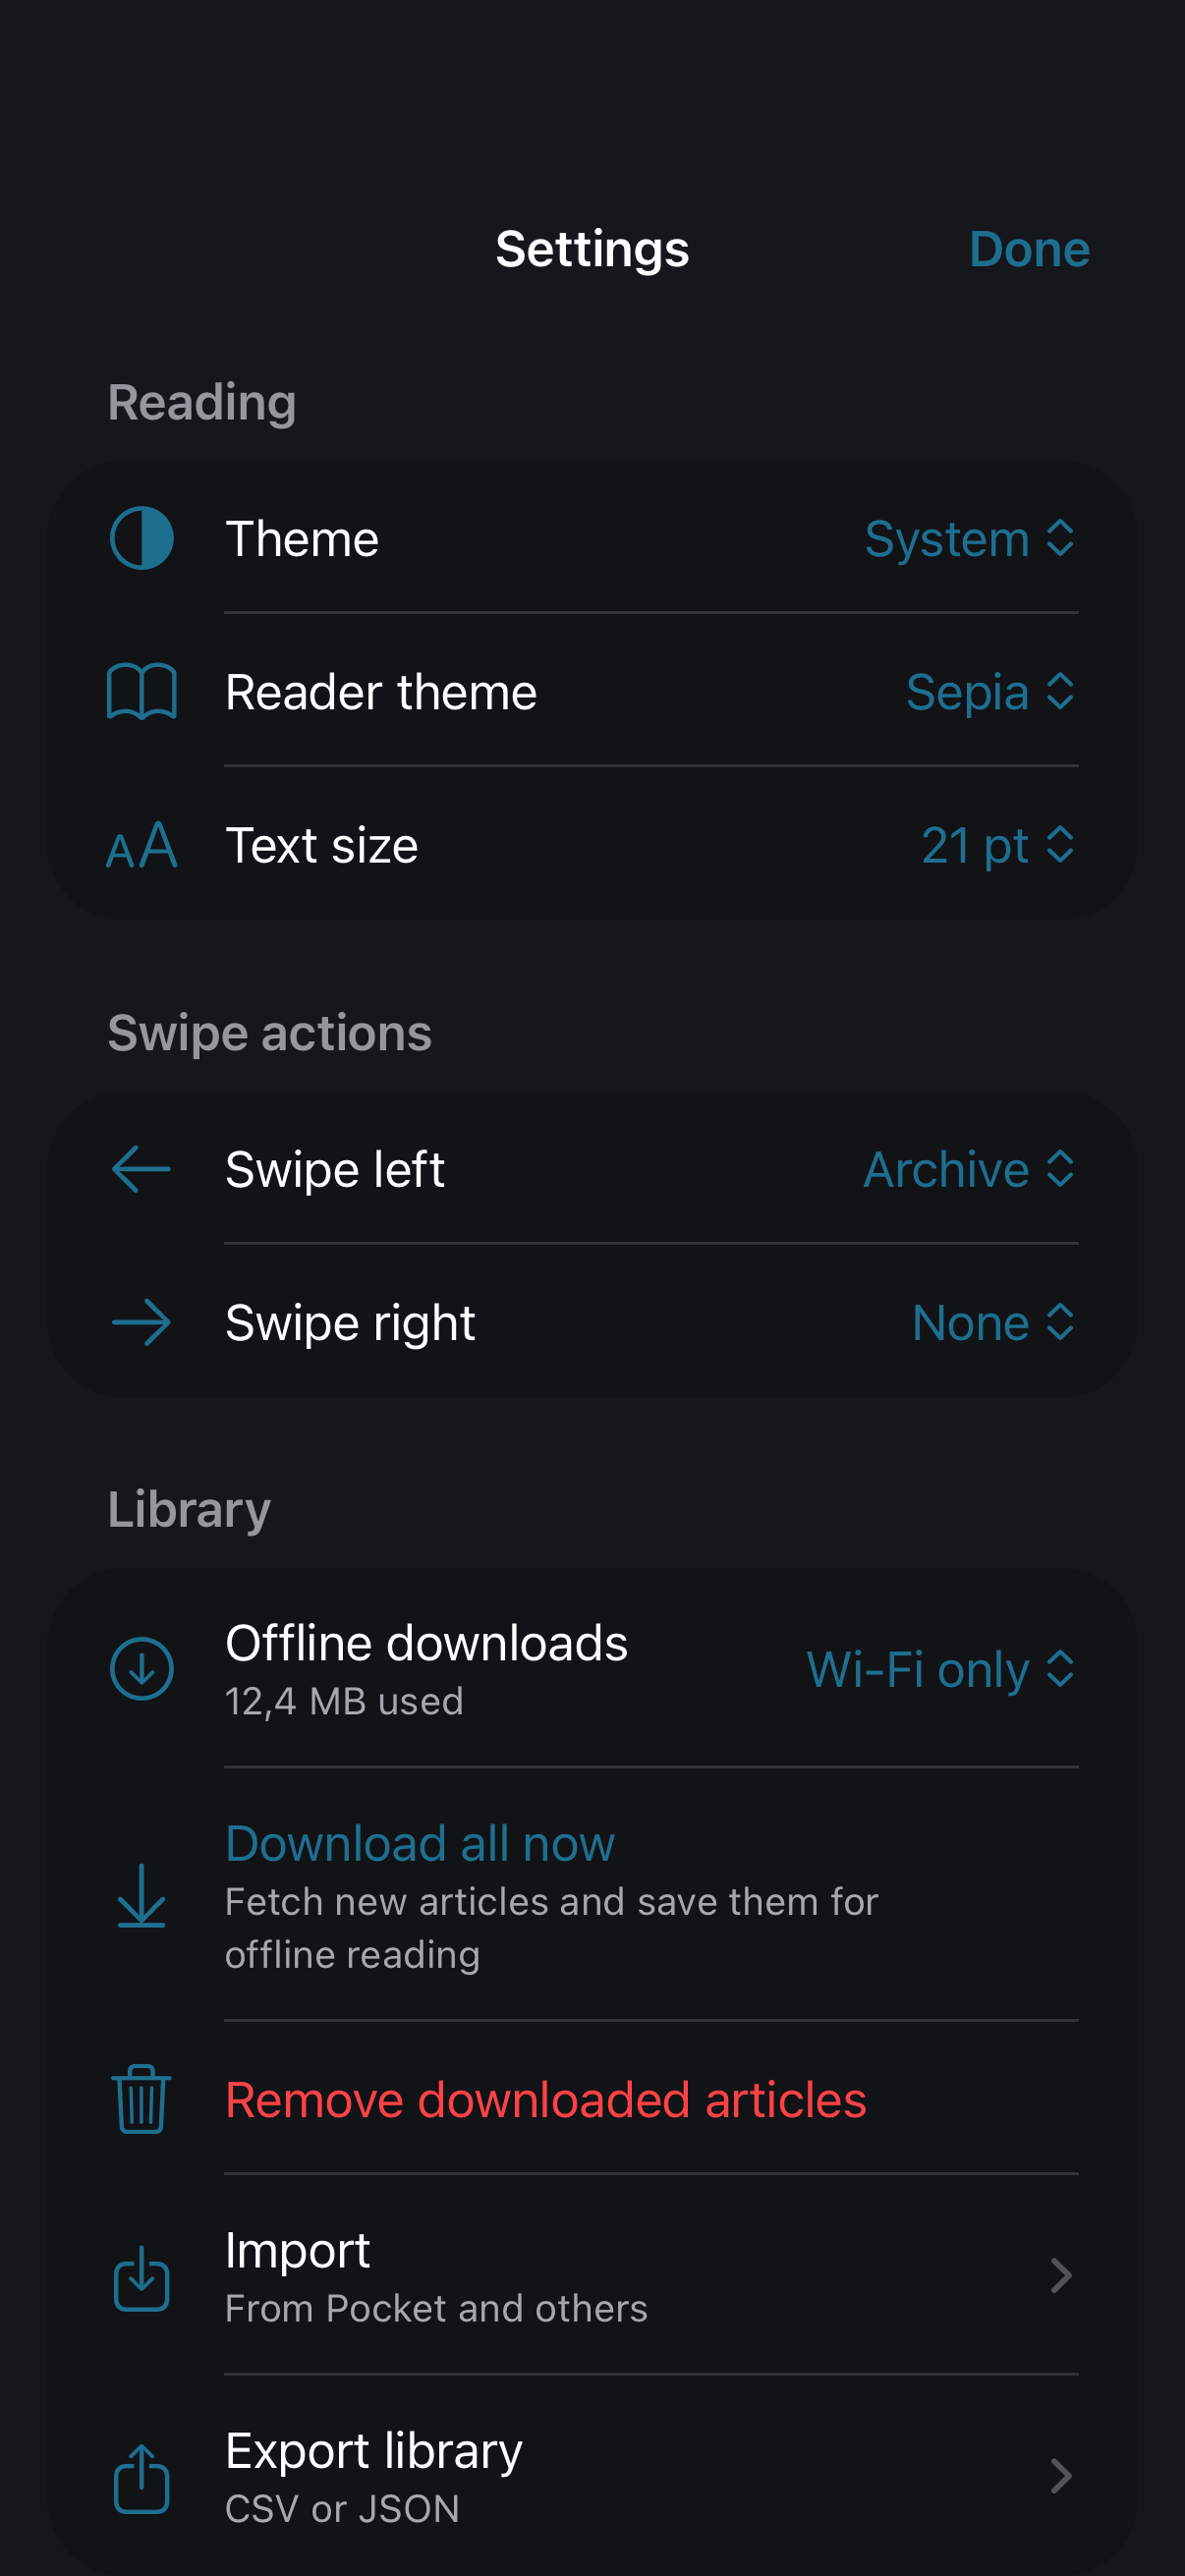 Settings
Done
Reading
Theme
System
Reader theme
Sepia
AA
Text size
21 pt
Swipe actions
Swipe left
Archive
Swipe right
None
Library
Offline downloads
12,4 MB used
Wi-Fi only
Download all now
Fetch new articles and save them for
offline reading
Remove downloaded articles
Import
From Pocket and others
Export library
CSV or JSON